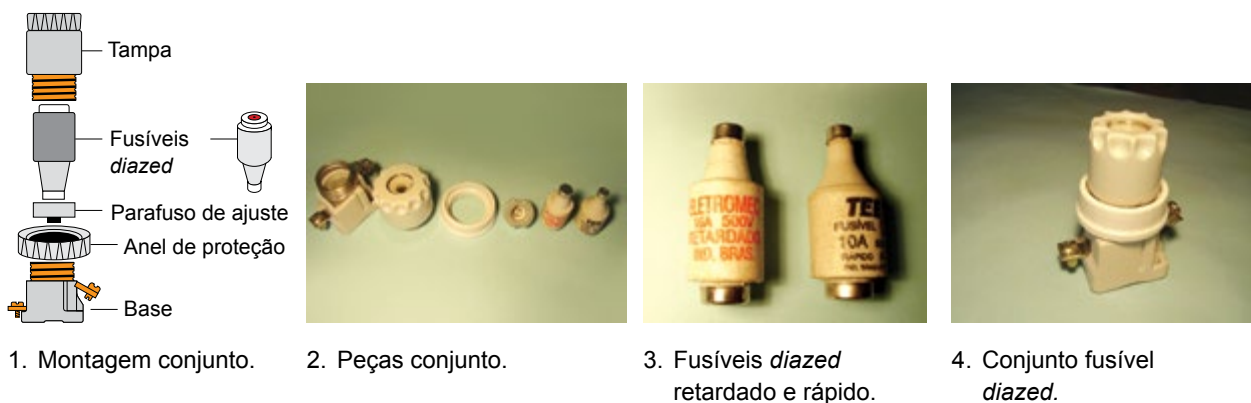 Tampa
Fusíveis
diazed
Parafuso de ajuste
Anel de proteção
Base
ELETROMEC
500V
RETARDADO
IND. BRAS.
FUSÍVEL
10A
RÁPIDO
1. Montagem conjunto.
2. Peças conjunto.
3. Fusíveis diazed
retardado e rápido.
4. Conjunto fusível
diazed.